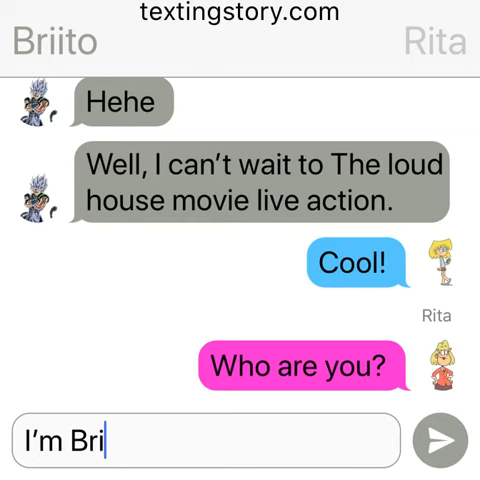 textingstory.com
Briito
Rita
Hehe
Well, I can’t wait to The loud
house movie live action.
Cool!
Rita
Who are you?
I’m Bri